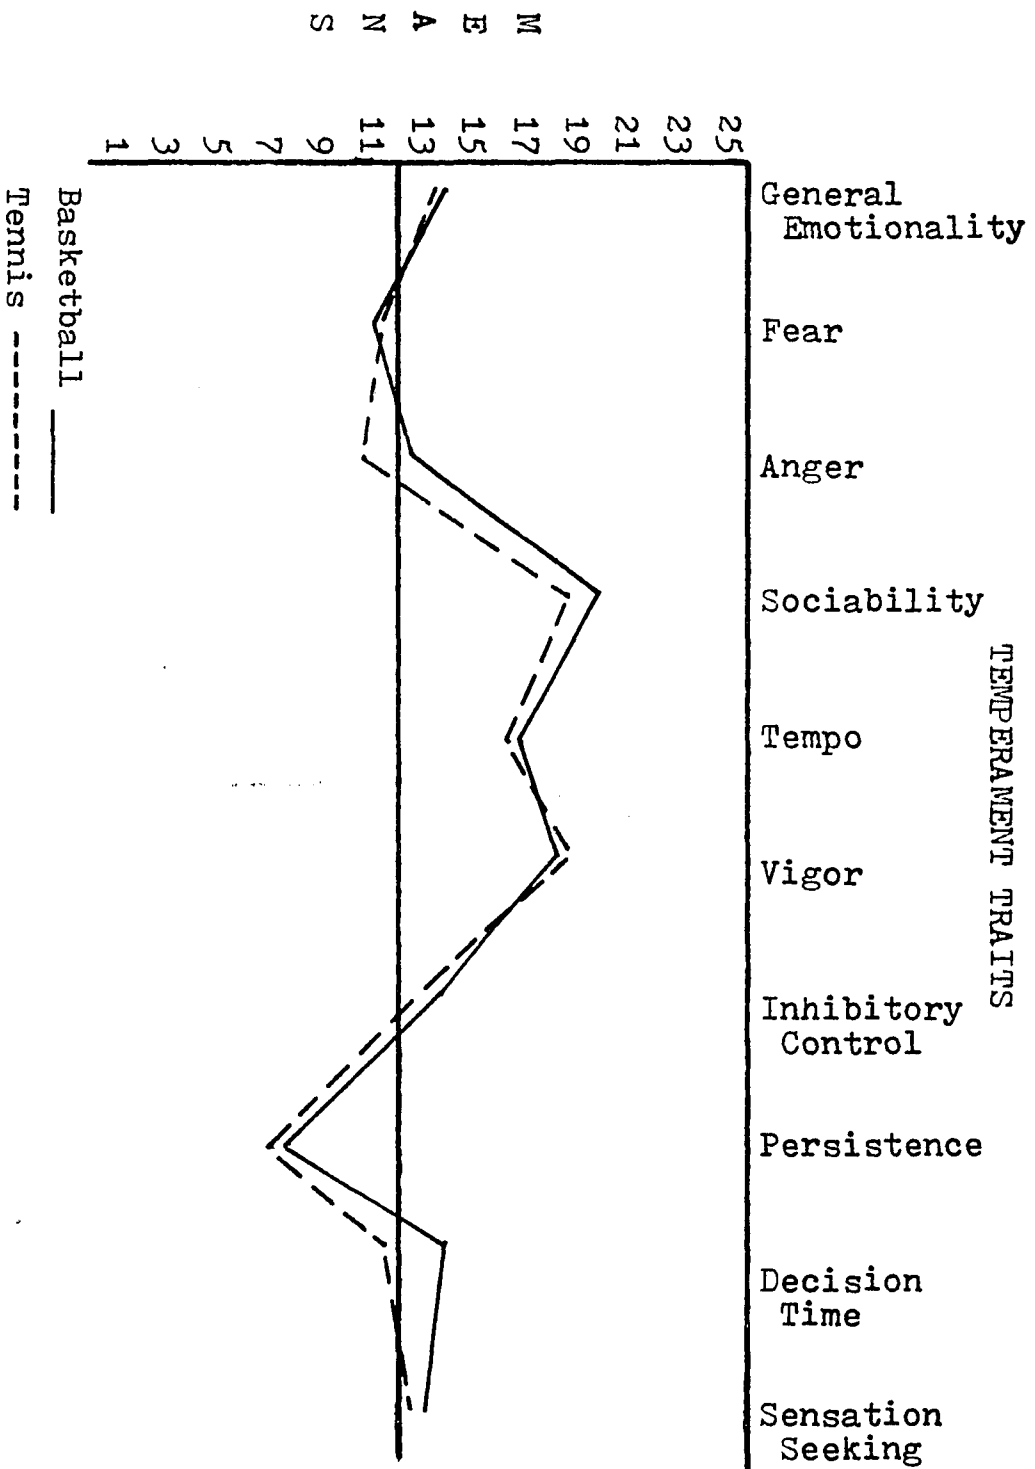 M E A N S
25
23
21
19
17
15
13
11
9
7
5
3
1
General
Emotionality
Fear
Anger
Sociability
Tempo
Vigor
Inhibitory
Control
Persistence
Decision
Time
Sensation
Seeking
TEMPERAMENT TRAITS
Basketball
Tennis